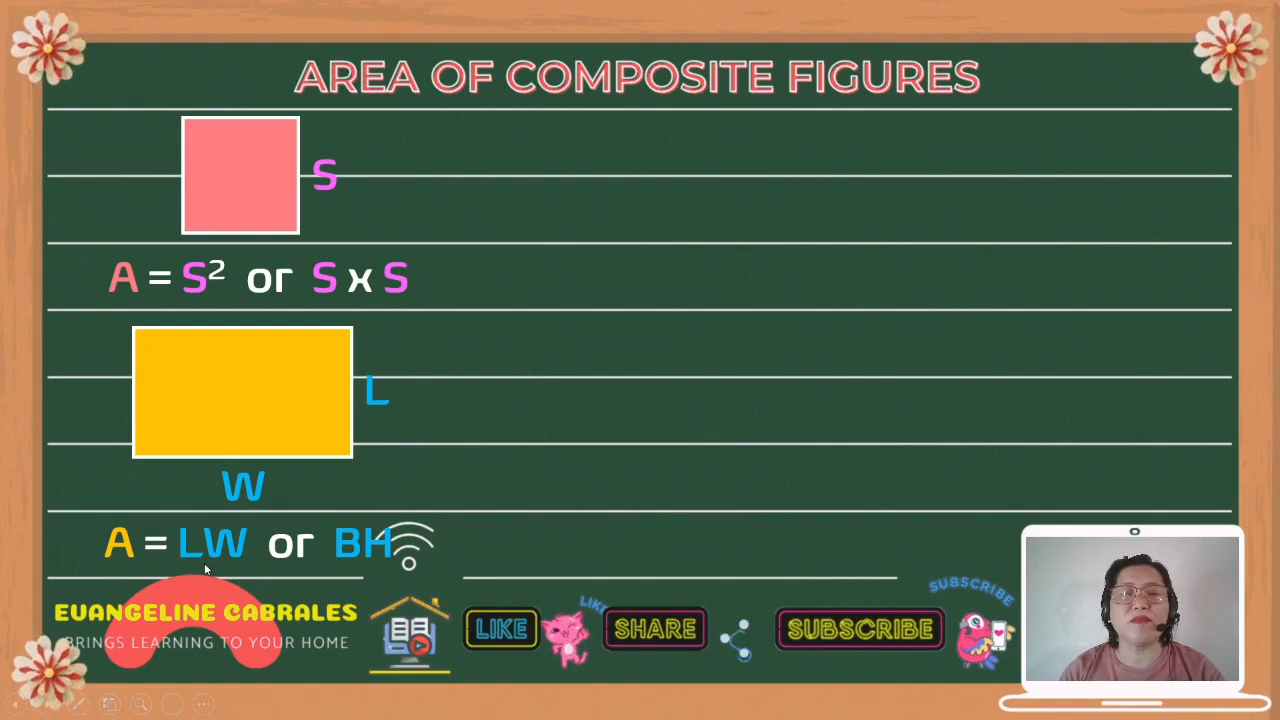 AREA OF COMPOSITE FIGURES
S
A = S² or S x S
L
W
A = LW or BH
EVANGELINE CABRALES
BRINGS LEARNING TO YOUR HOME
LIKE
LIKE
SHARE
SUBSCRIBE
SUBSCRIBE